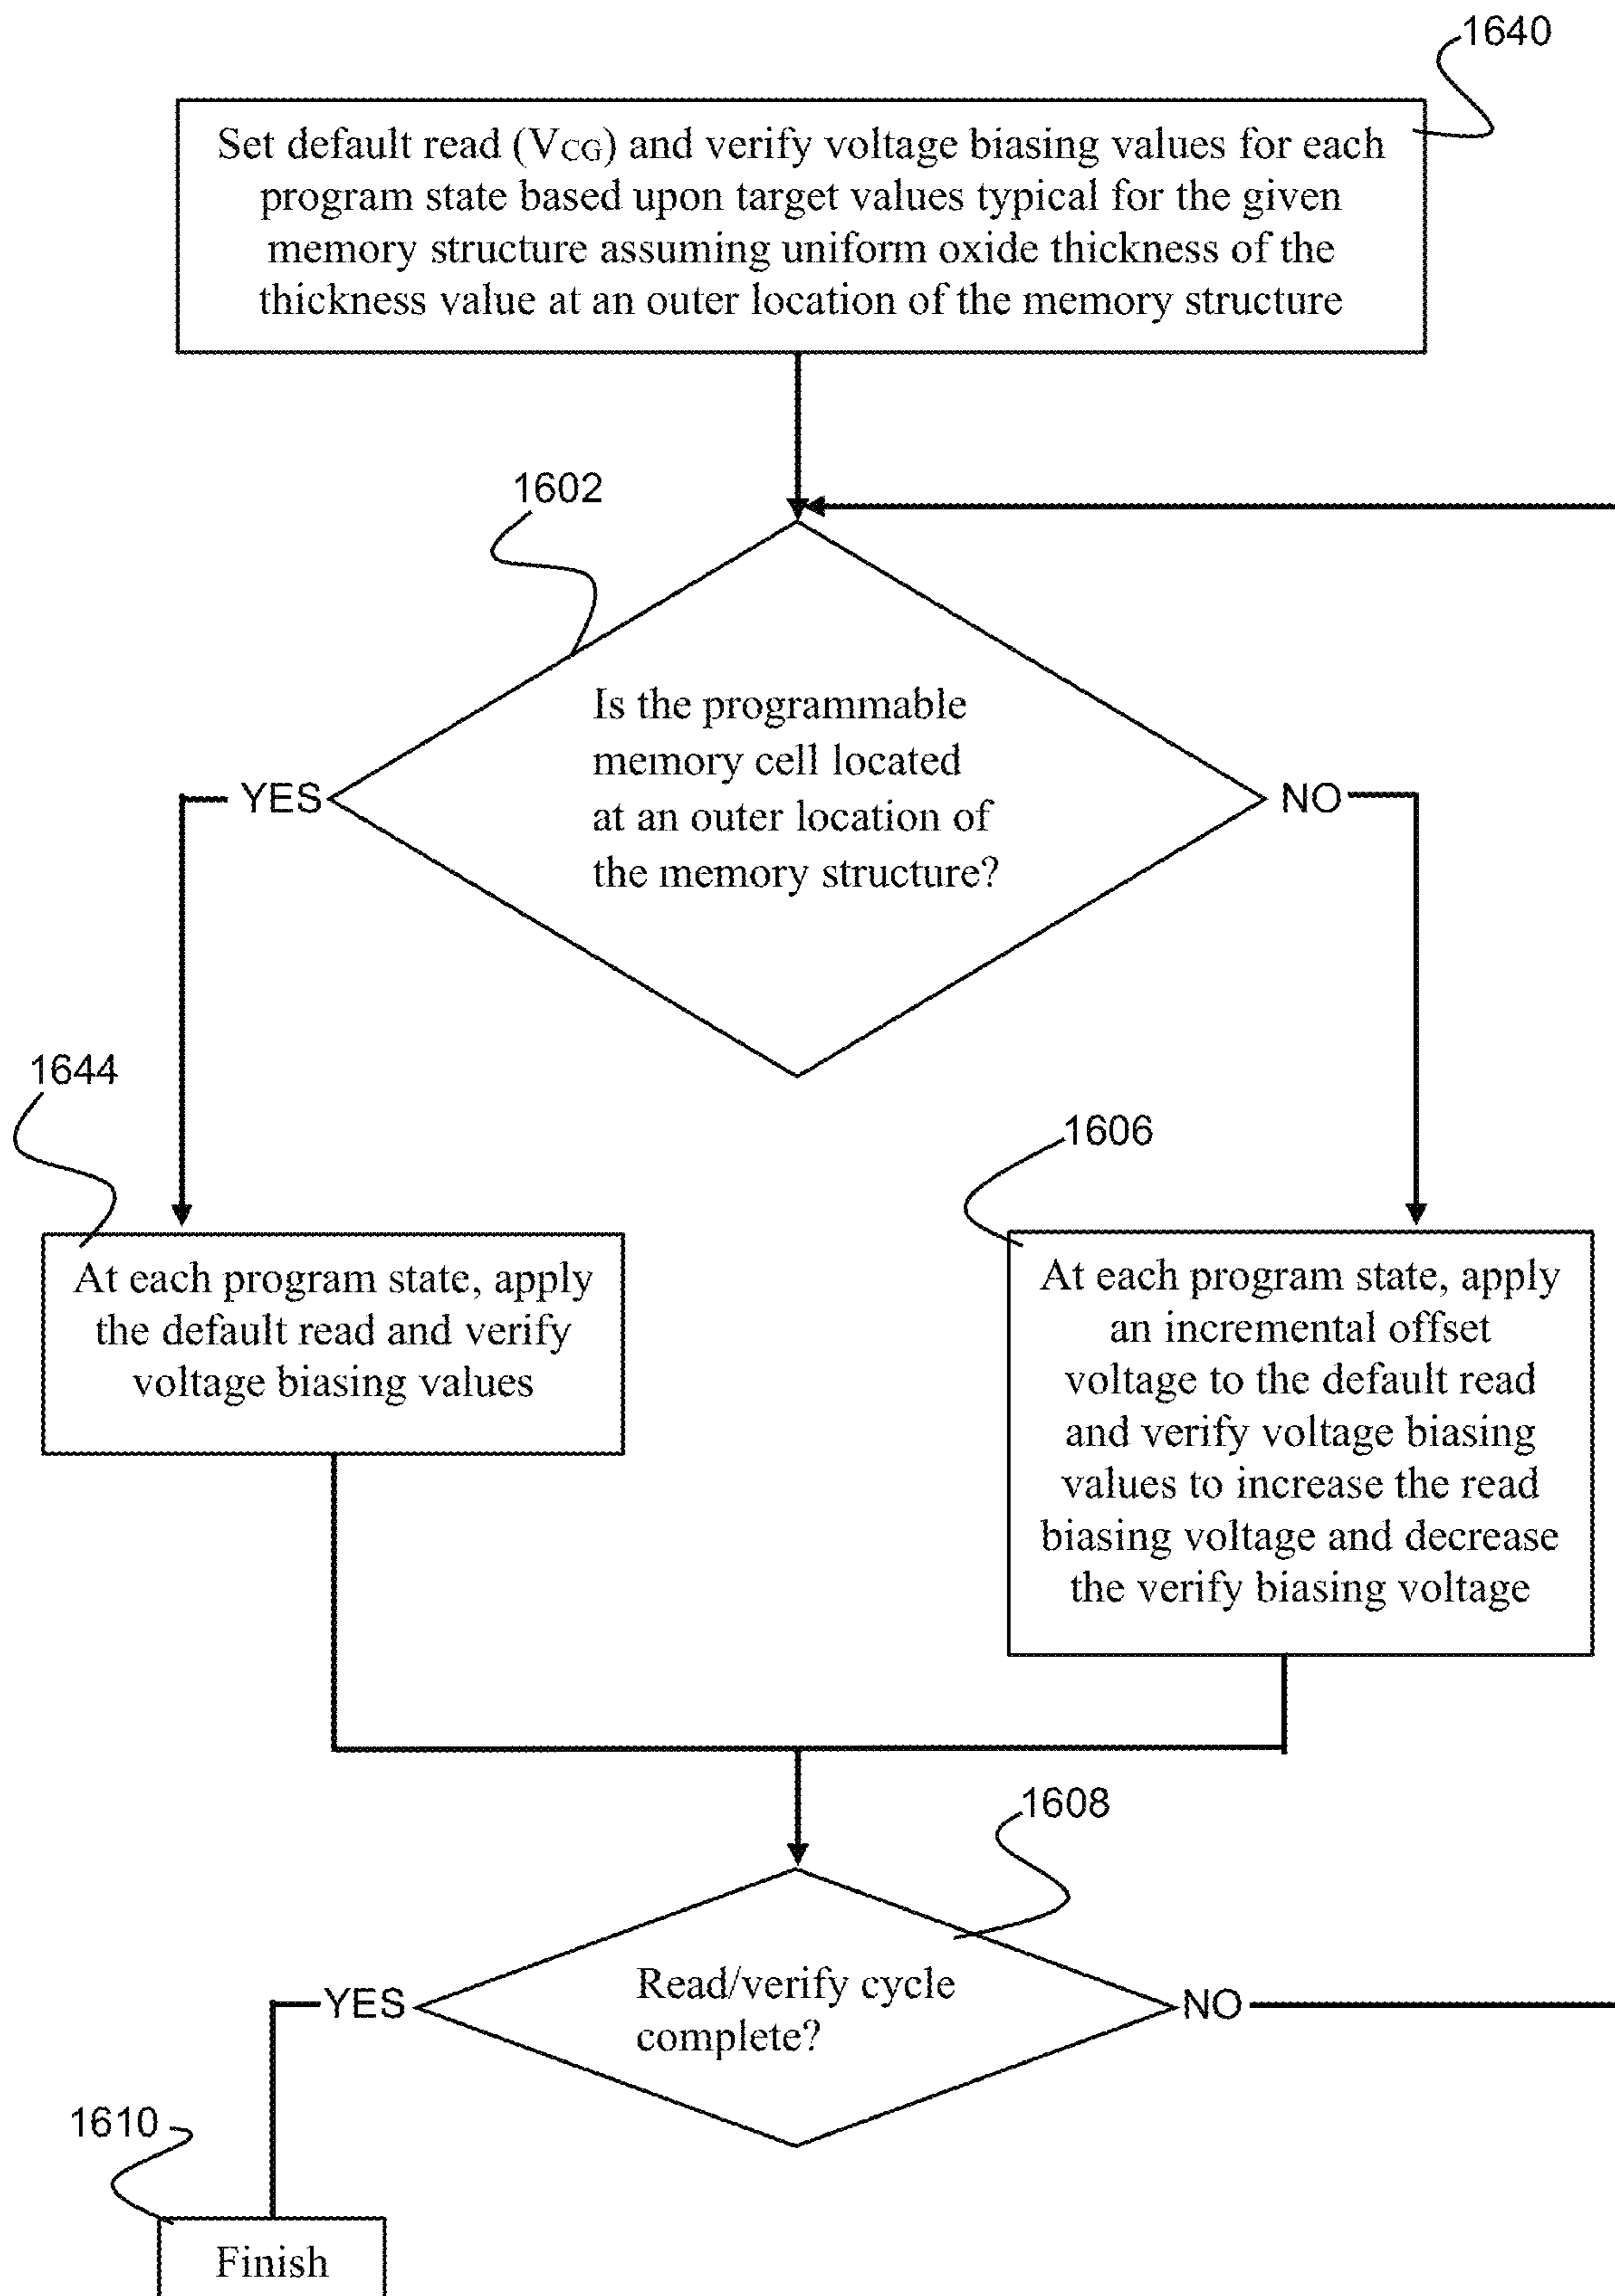 1640
Set default read (VCG) and verify voltage biasing values for each
program state based upon target values typical for the given
memory structure assuming uniform oxide thickness of the
thickness value at an outer location of the memory structure
1602
Is the programmable
memory cell located
at an outer location of
the memory structure?
YES
NO
1644
1606
At each program state, apply
the default read and verify
voltage biasing values
At each program state, apply
an incremental offset
voltage to the default read
and verify voltage biasing
values to increase the read
biasing voltage and decrease
the verify biasing voltage
1608
Read/verify cycle
complete?
YES
NO
1610
Finish